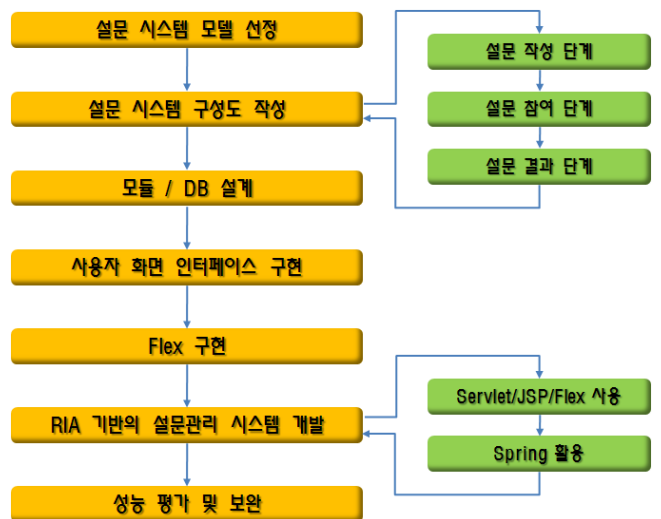 설문 시스템 모델 선정
설문 시스템 구성도 작성
모듈 / DB 설계
사용자 화면 인터페이스 구현
Flex 구현
RIA 기반의 설문관리 시스템 개발
성능 평가 및 보완
설문 작성 단계
설문 참여 단계
설문 결과 단계
Servlet/JSP/Flex 사용
Spring 활용